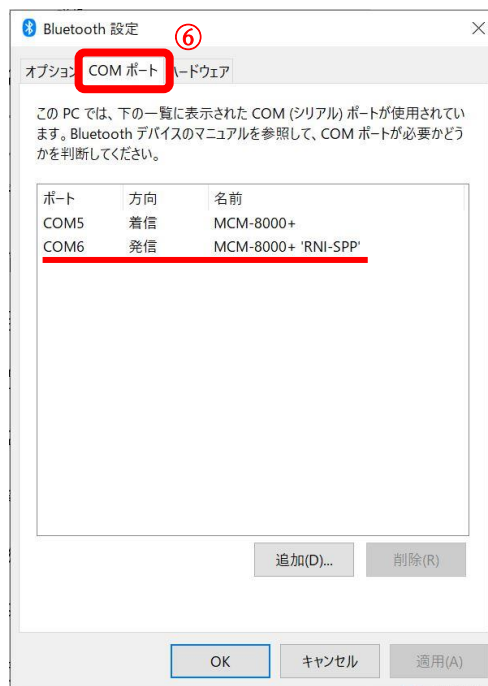 Bluetooth 設定
⑥
オプション COM ポート ハードウェア
この PC では、下の一覧に表示された COM (シリアル) ポートが使用されてい
ます。Bluetooth デバイスのマニュアルを参照して、COM ポートが必要かどう
かを判断してください。
ポート 方向 名前
COM5 着信 MCM-8000+
COM6 発信 MCM-8000+ 'RNI-SPP'
追加(D)... 削除(R)
OK キャンセル 適用(A)